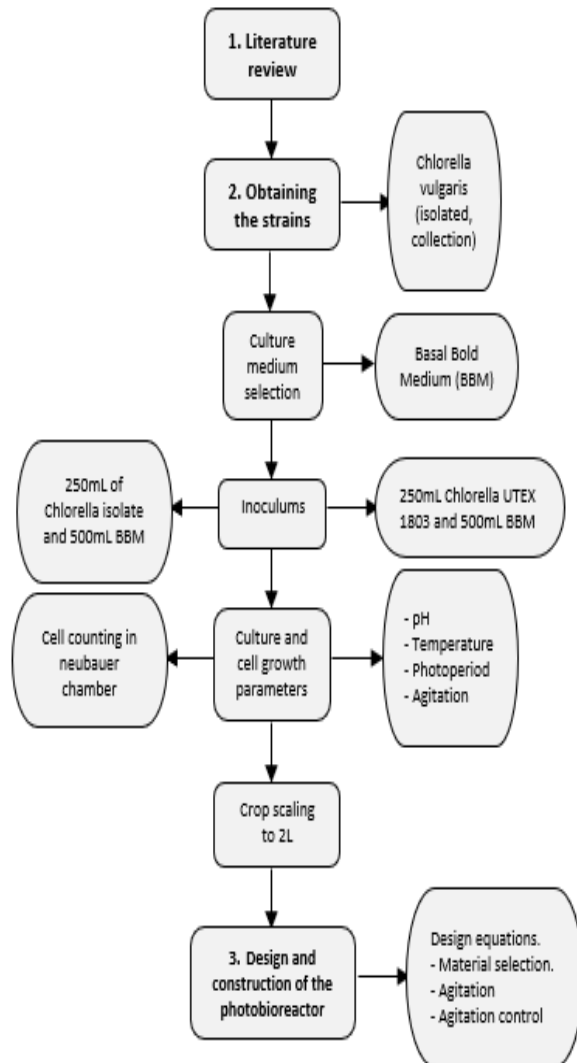 1. Literature
review
2. Obtaining
the strains
Chlorella
vulgaris
(isolated,
collection)
Culture
medium
selection
Basal Bold
Medium (BBM)
250mL of
Chlorella isolate
and 500mL BBM
Inoculums
250mL Chlorella UTEX
1803 and 500mL BBM
Cell counting in
neubauer
chamber
Culture and
cell growth
parameters
- pH
- Temperature
- Photoperiod
- Agitation
Crop scaling
to 2L
3. Design and
construction of the
photobioreactor
Design equations.
- Material selection.
- Agitation
- Agitation control